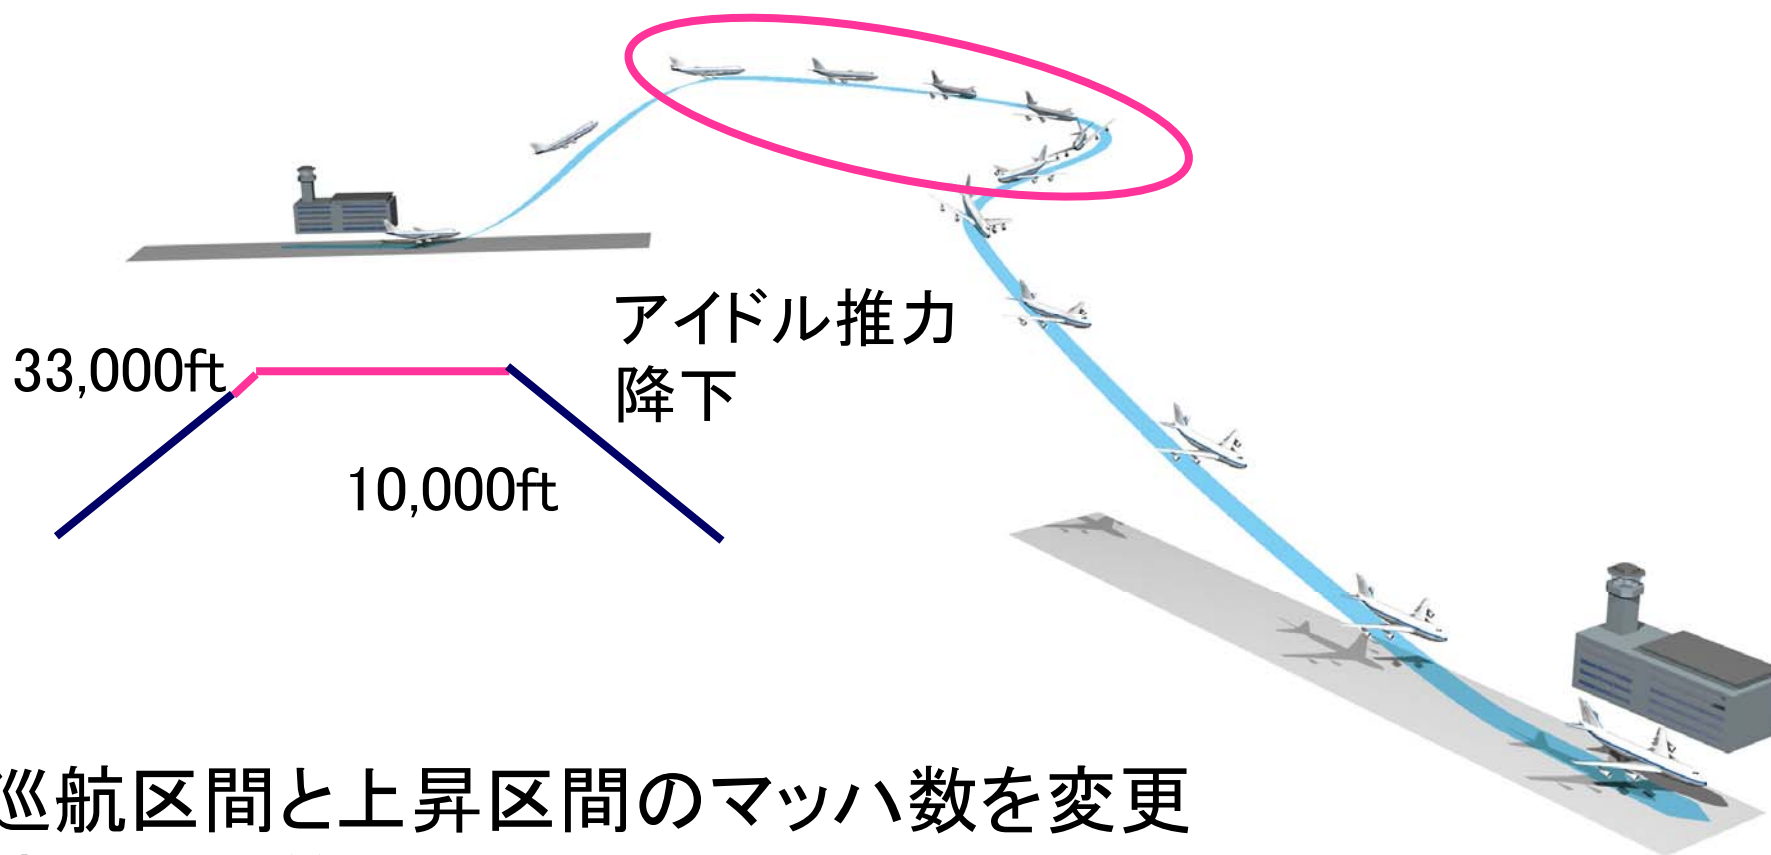 アイドル推力
降下
33,000ft
10,000ft
巡航区間と上昇区間のマッハ数を変更